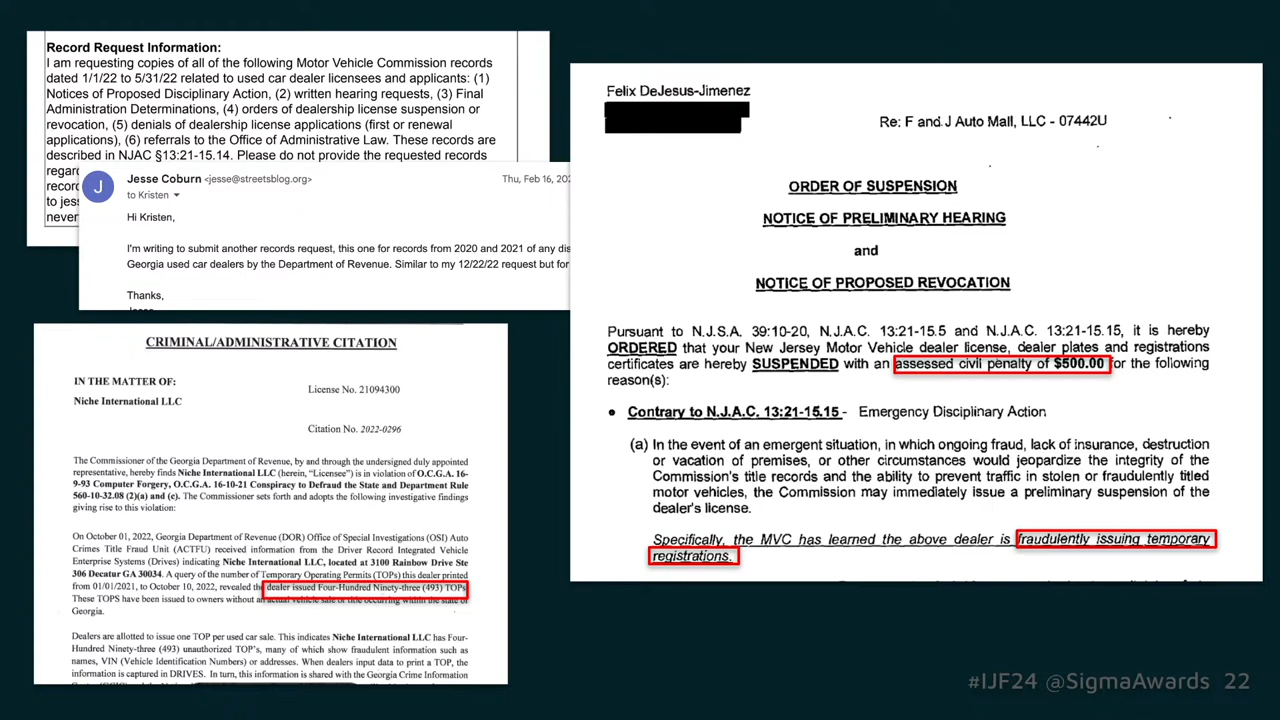 Record Request Information:
I am requesting copies of all of the following Motor Vehicle Commission records
dated 1/1/22 to 5/31/22 related to used car dealer licensees and applicants: (1)
Notices of Proposed Disciplinary Action, (2) written hearing requests, (3) Final
Administration Determinations, (4) orders of dealership license suspension or
revocation, (5) denials of dealership license applications (first or renewal
applications), (6) referrals to the Office of Administrative Law. These records are
described in NJAC §13:21-15.14. Please do not provide the requested records
Jesse Coburn <jesse@streetsblog.org>
Thu, Feb 16,
to Kristen
Hi Kristen,
I'm writing to submit another records request, this one for records from 2020 and 2021 of any
Georgia used car dealers by the Department of Revenue. Similar to my 12/22/22 request but for
Thanks,
CRIMINAL/ADMINISTRATIVE CITATION
IN THE MATTER OF:
Niche International LLC
License No. 21094300
Citation No. 2022-0296
The Commissioner of the Georgia Department of Revenue, by and through the undersigned duly appointed
representative, hereby finds Niche International LLC (herein, "Licensee") is in violation of O.C.G.A. 16-
9-93 Computer Forgery, O.C.G.A. 16-10-21 Conspiracy to Defraud the State and Department Rule
560-10-32.08 (2)(a) and (c). The Commissioner sets forth and adopts the following investigative findings
giving rise to this violation:
On October 01, 2022, Georgia Department of Revenue (DOR) Office of Special Investigations (OSI) Auto
Crimes Title Fraud Unit (ACTFU) received information from the Driver Record Integrated Vehicle
Enterprise Systems (Drives) indicating Niche International LLC, located at 3100 Rainbow Drive Ste
306 Decatur GA 30034. A query of the number of Temporary Operating Permits (TOPs) this dealer printed
from 01/01/2021, to October 10, 2022, revealed the dealer issued Four-Hundred Ninety-three (493) TOPs
These TOPS have been issued to owners without an actual vehicle sale or title occurring within the state of
Georgia.
Dealers are allotted to issue one TOP per used car sale. This indicates Niche International LLC has Four-
Hundred Ninety-three (493) unauthorized TOP's, many of which show fraudulent information such as
names, VIN (Vehicle Identification Numbers) or addresses. When dealers input data to print a TOP, the
information is captured in DRIVES. In turn, this information is shared with the Georgia Crime Information
Felix DeJesus-Jimenez
Re: F and J Auto Mall, LLC - 07442U
ORDER OF SUSPENSION
NOTICE OF PRELIMINARY HEARING
and
NOTICE OF PROPOSED REVOCATION
Pursuant to N.J.S.A. 39:10-20, N.J.A.C. 13:21-15.5 and N.J.A.C. 13:21-15.15, it is hereby
ORDERED that your New Jersey Motor Vehicle dealer license, dealer plates and registrations
certificates are hereby SUSPENDED with an assessed civil penalty of $500.00 for the following
reason(s):
• Contrary to N.J.A.C. 13:21-15.15 - Emergency Disciplinary Action
(a) In the event of an emergent situation, in which ongoing fraud, lack of insurance, destruction
or vacation of premises, or other circumstances would jeopardize the integrity of the
Commission's title records and the ability to prevent traffic in stolen or fraudulently titled
motor vehicles, the Commission may immediately issue a preliminary suspension of the
dealer's license.
Specifically, the MVC has learned the above dealer is fraudulently issuing temporary
registrations.
#IJF24 @SigmaAwards 22